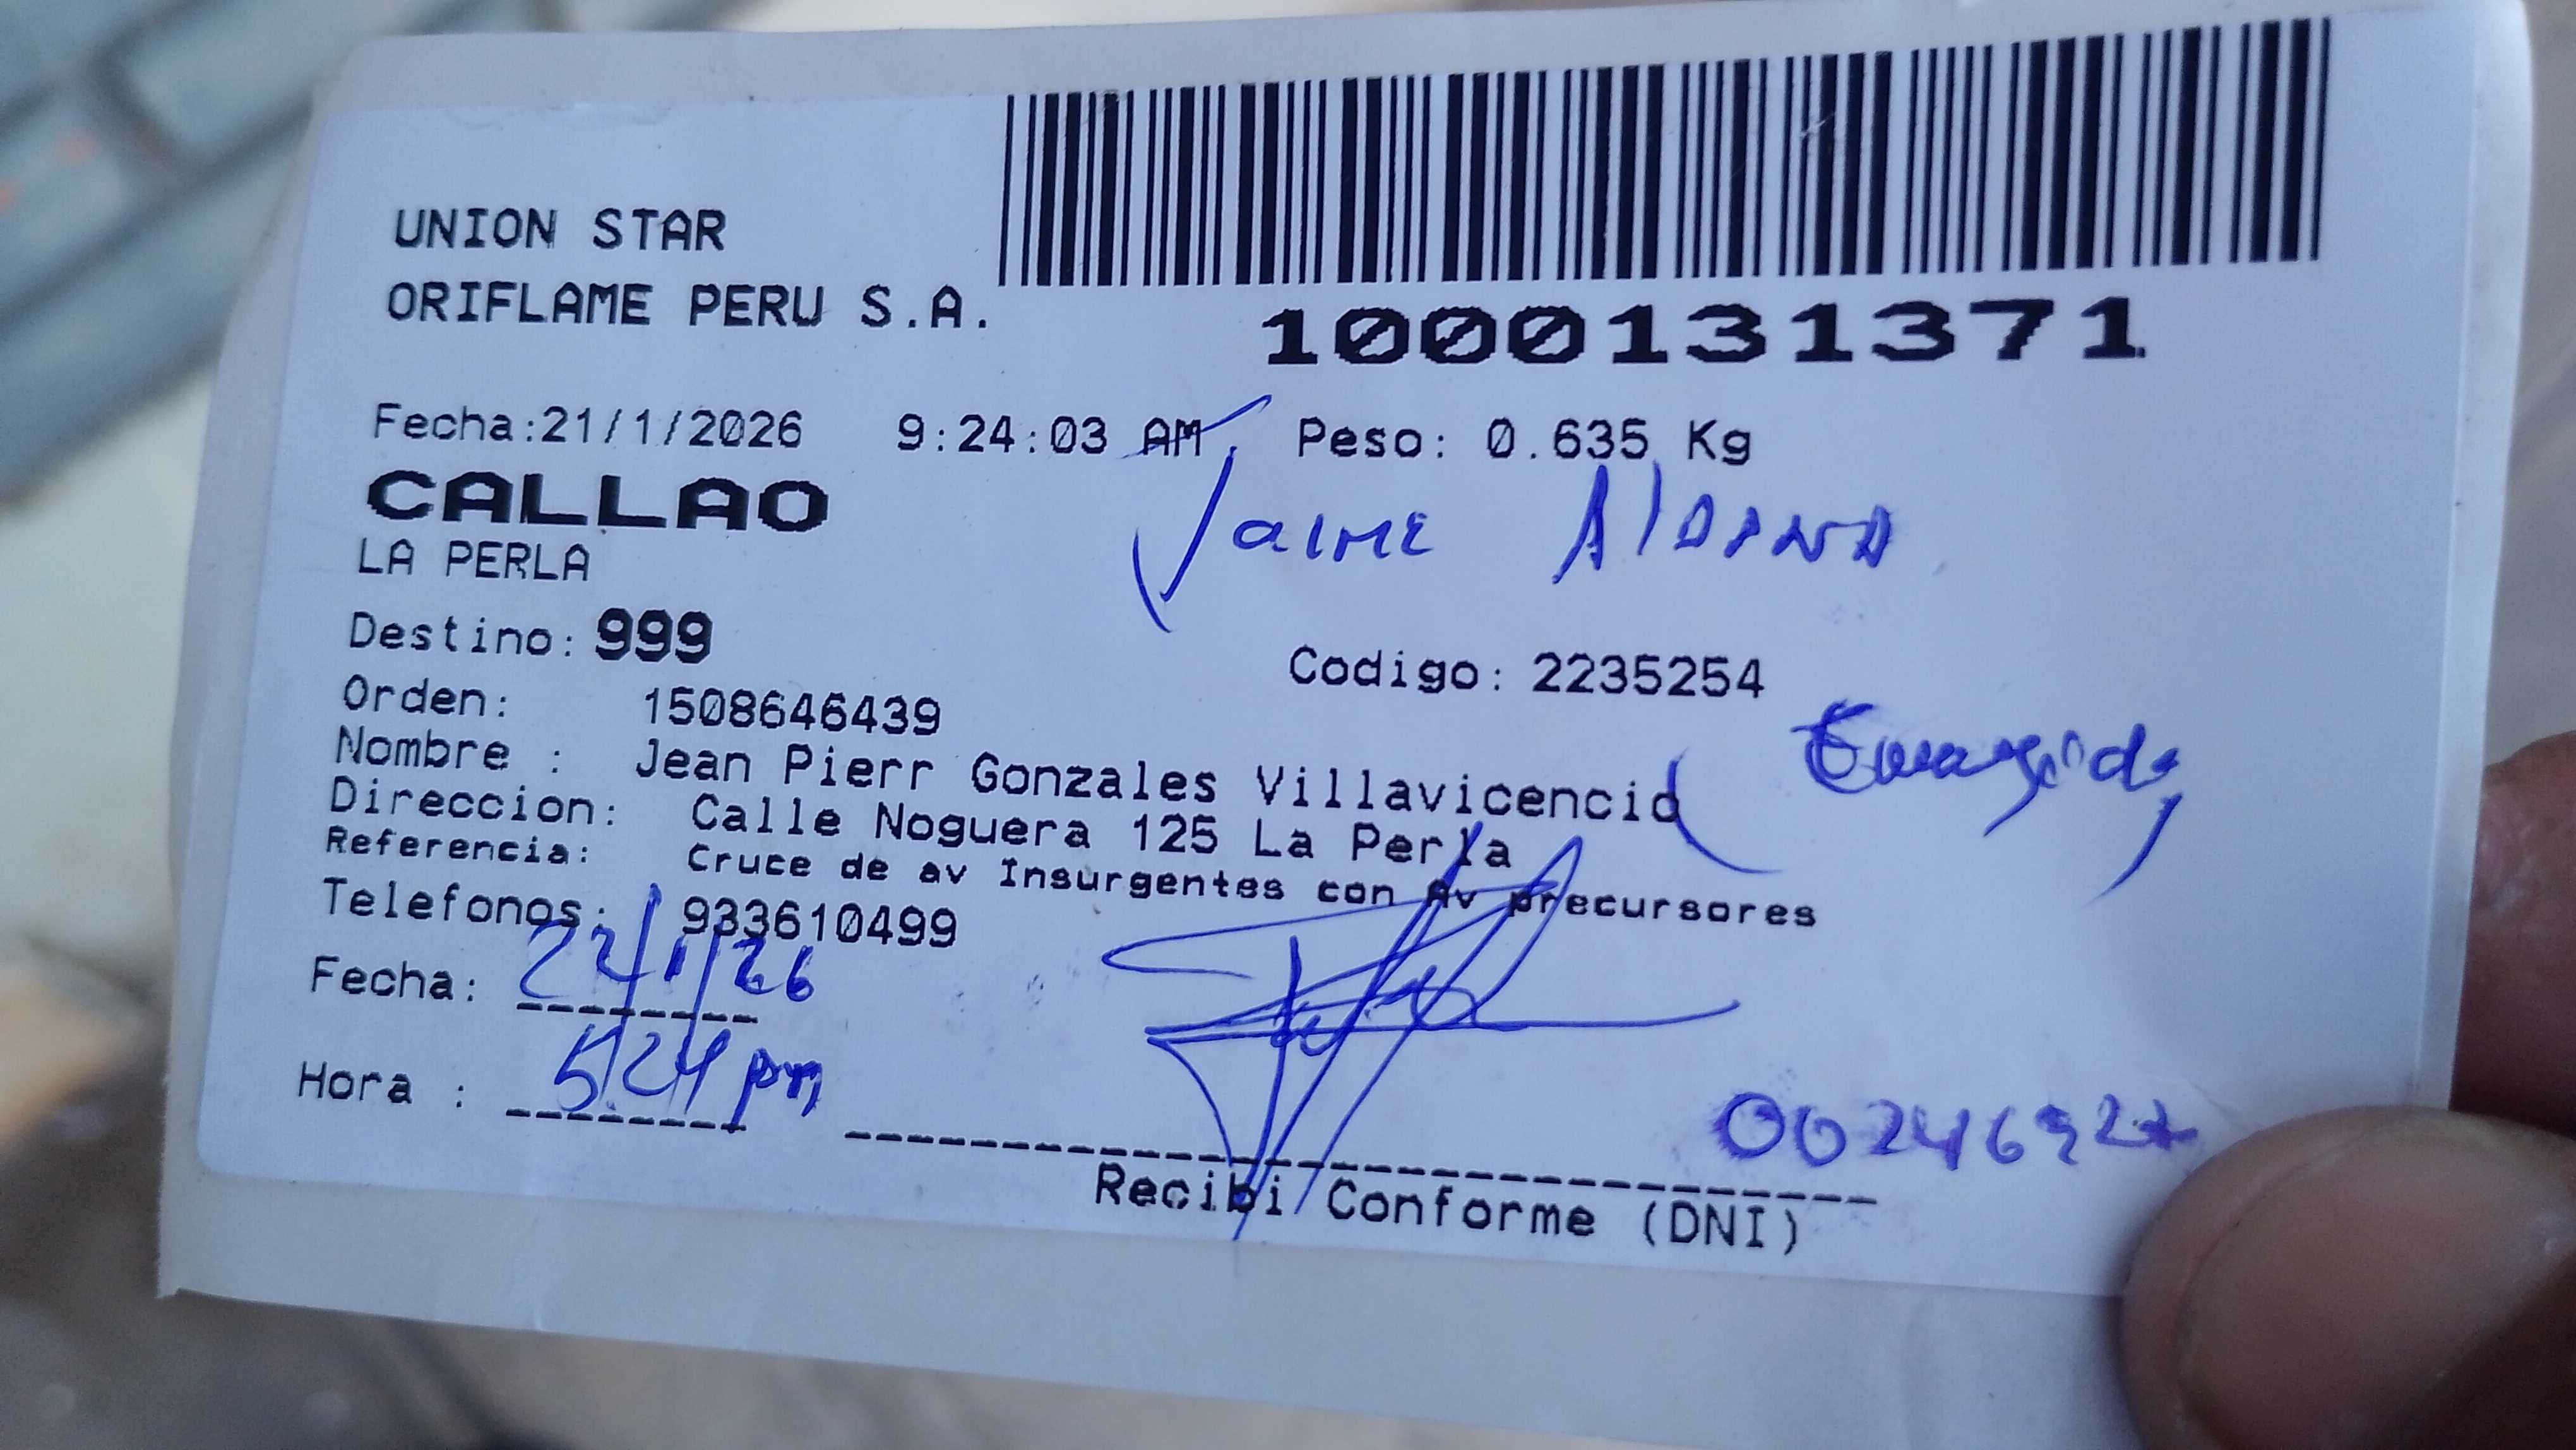 UNION STAR
ORIFLAME PERU S.A.
1000131371
Fecha:21/1/2026 9:24:03 AM Peso: 0.635 Kg
CALLAO
Jaime Aldana
LA PERLA
Destino: 999
Codigo: 2235254
Orden: 1508646439
Nombre : Jean Pierr Gonzales Villavicencio
Direccion: Calle Noguera 125 La Perla
Referencia: Cruce de av Insurgentes con Av precursores
Telefonos: 933610499
Fecha: 22/1/26
Hora : 5:24 pm
Recibi Conforme (DNI)